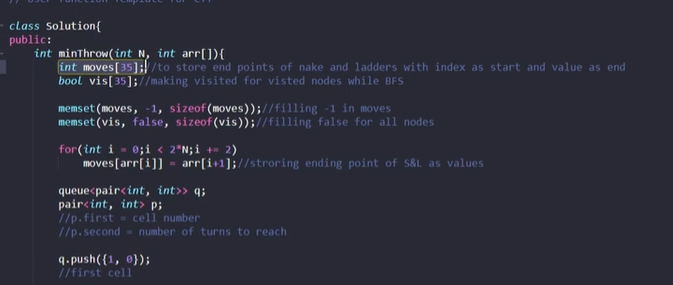 // User function Template for C++
class Solution{
public:
int minThrow(int N, int arr[]){
int moves[35];//to store end points of nake and ladders with index as start and value as end
bool vis[35];//making visited for visted nodes while BFS
memset(moves, -1, sizeof(moves));//filling -1 in moves
memset(vis, false, sizeof(vis));//filling false for all nodes
for(int i = 0;i < 2*N;i += 2)
moves[arr[i]] = arr[i+1];//stroring ending point of S&L as values
queue<pair<int, int>> q;
pair<int, int> p;
//p.first = cell number
//p.second = number of turns to reach
q.push({1, 0});
//first cell